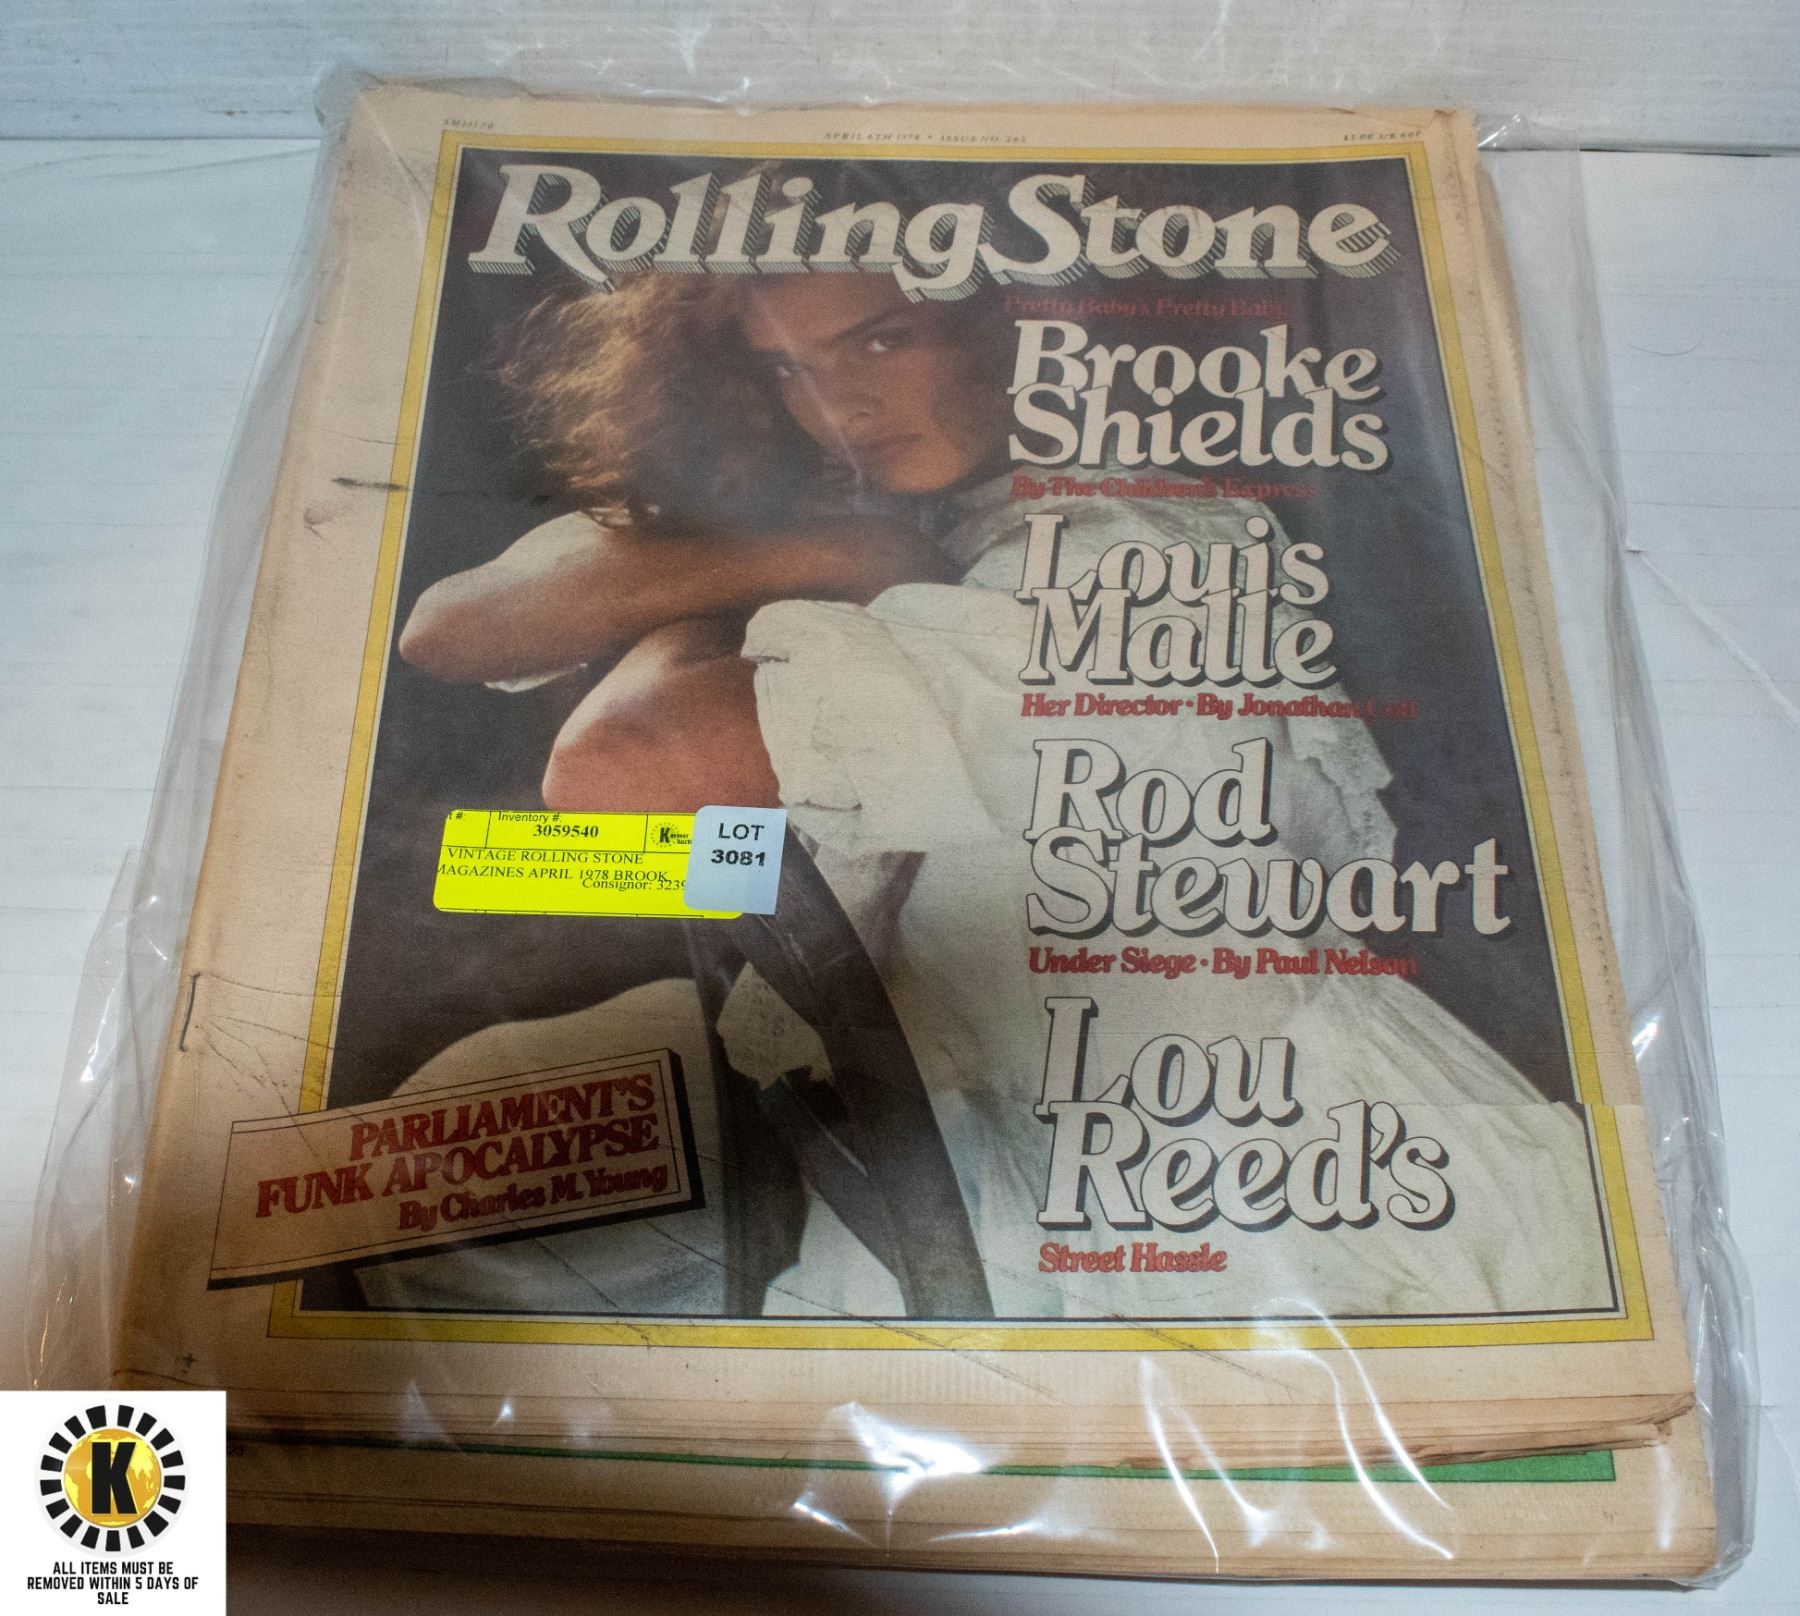 APRIL 6TH 1978 • ISSUE NO. 262
$1.00 UK 60P
Rolling Stone
Pretty Baby's Pretty Baby
Brooke
Shields
By The Children's Express
Louis
Malle
Her Director • By Jonathan Cott
Rod
Stewart
Under Siege • By Paul Nelson
Lou
Reed's
Street Hassle
PARLIAMENT'S
FUNK APOCALYPSE
By Charles M. Young
t #:
Inventory #:
3059540
VINTAGE ROLLING STONE
MAGAZINES APRIL 1978 BROOK
Consignor: 3239
LOT
3081
23
K
ALL ITEMS MUST BE
REMOVED WITHIN 5 DAYS OF
SALE